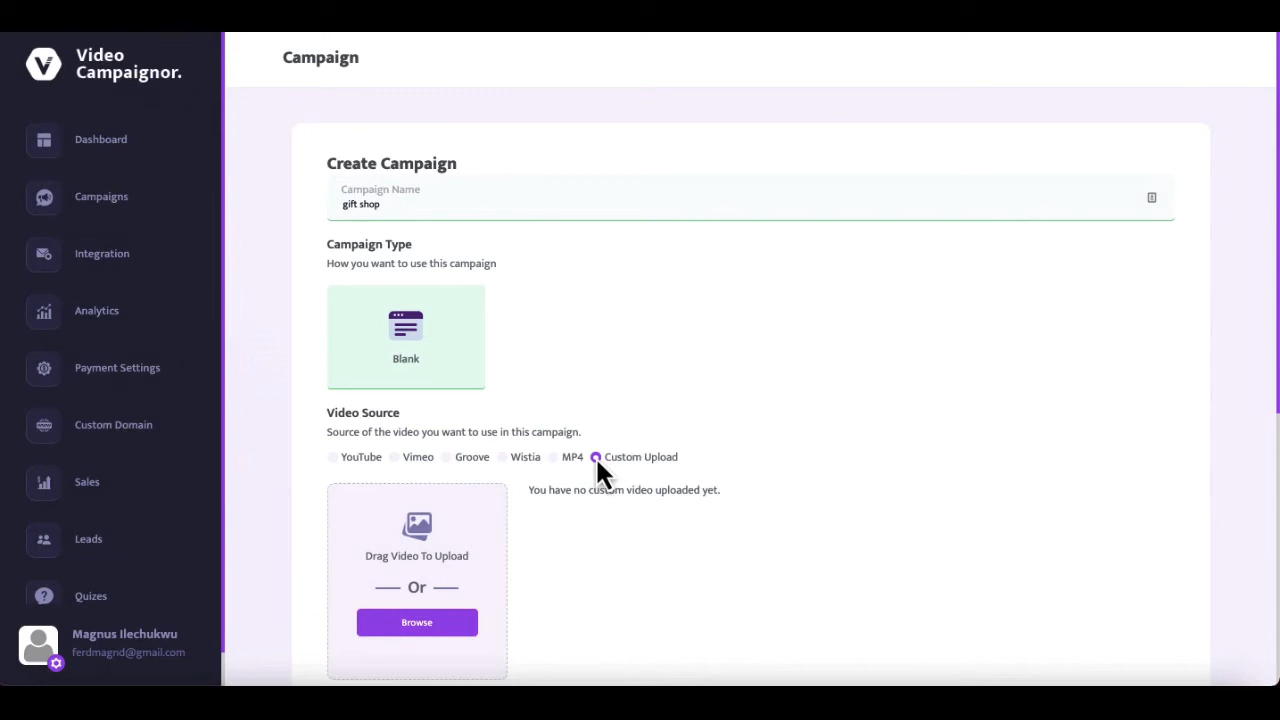 Video
Campaignor.
Dashboard
Campaigns
Integration
Analytics
Payment Settings
Custom Domain
Sales
Leads
Quizes
Magnus Ilechukwu
ferdmagnd@gmail.com
Campaign
Create Campaign
Campaign Name
gift shop
Campaign Type
How you want to use this campaign
Blank
Video Source
Source of the video you want to use in this campaign.
YouTube Vimeo Groove Wistia MP4 Custom Upload
You have no custom video uploaded yet.
Drag Video To Upload
Or
Browse